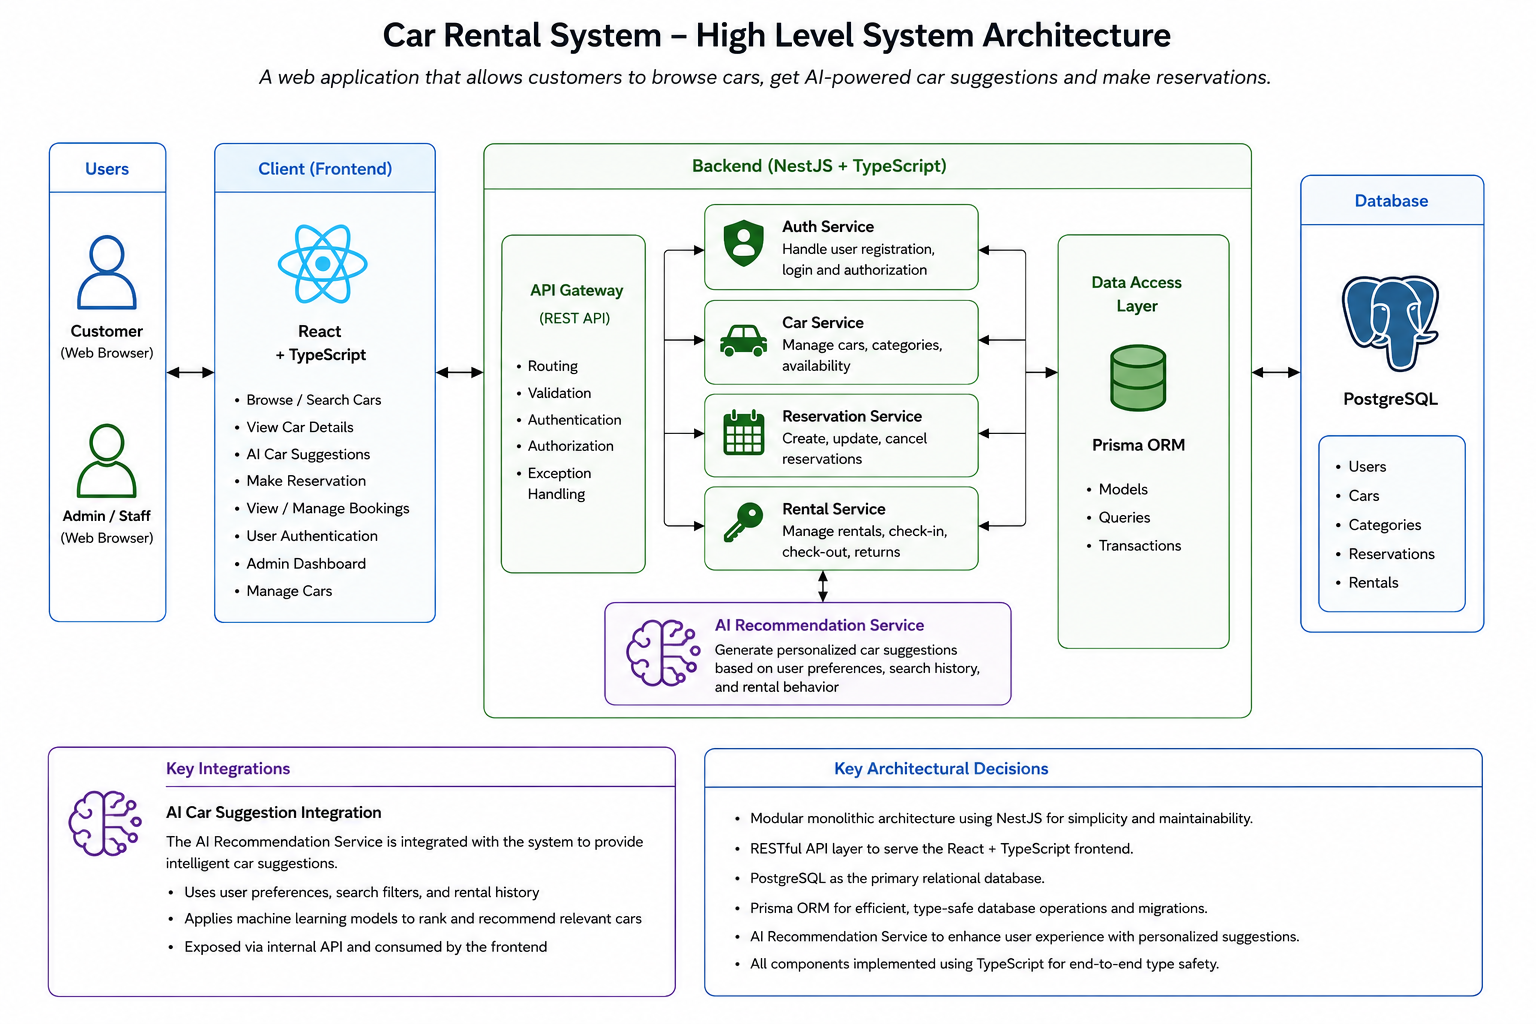 Car Rental System – High Level System Architecture
A web application that allows customers to browse cars, get AI-powered car suggestions and make reservations.
Users
Customer
(Web Browser)
Admin / Staff
(Web Browser)
Client (Frontend)
React
+ TypeScript
• Browse / Search Cars
• View Car Details
• AI Car Suggestions
• Make Reservation
• View / Manage Bookings
• User Authentication
• Admin Dashboard
• Manage Cars
Backend (NestJS + TypeScript)
API Gateway
(REST API)
• Routing
• Validation
• Authentication
• Authorization
• Exception
Handling
Auth Service
Handle user registration,
login and authorization
Car Service
Manage cars, categories,
availability
Reservation Service
Create, update, cancel
reservations
Rental Service
Manage rentals, check-in,
check-out, returns
AI Recommendation Service
Generate personalized car suggestions
based on user preferences, search history,
and rental behavior
Data Access
Layer
Prisma ORM
• Models
• Queries
• Transactions
Database
PostgreSQL
• Users
• Cars
• Categories
• Reservations
• Rentals
Key Integrations
AI Car Suggestion Integration
The AI Recommendation Service is integrated with the system to provide
intelligent car suggestions.
• Uses user preferences, search filters, and rental history
• Applies machine learning models to rank and recommend relevant cars
• Exposed via internal API and consumed by the frontend
Key Architectural Decisions
• Modular monolithic architecture using NestJS for simplicity and maintainability.
• RESTful API layer to serve the React + TypeScript frontend.
• PostgreSQL as the primary relational database.
• Prisma ORM for efficient, type-safe database operations and migrations.
• AI Recommendation Service to enhance user experience with personalized suggestions.
• All components implemented using TypeScript for end-to-end type safety.